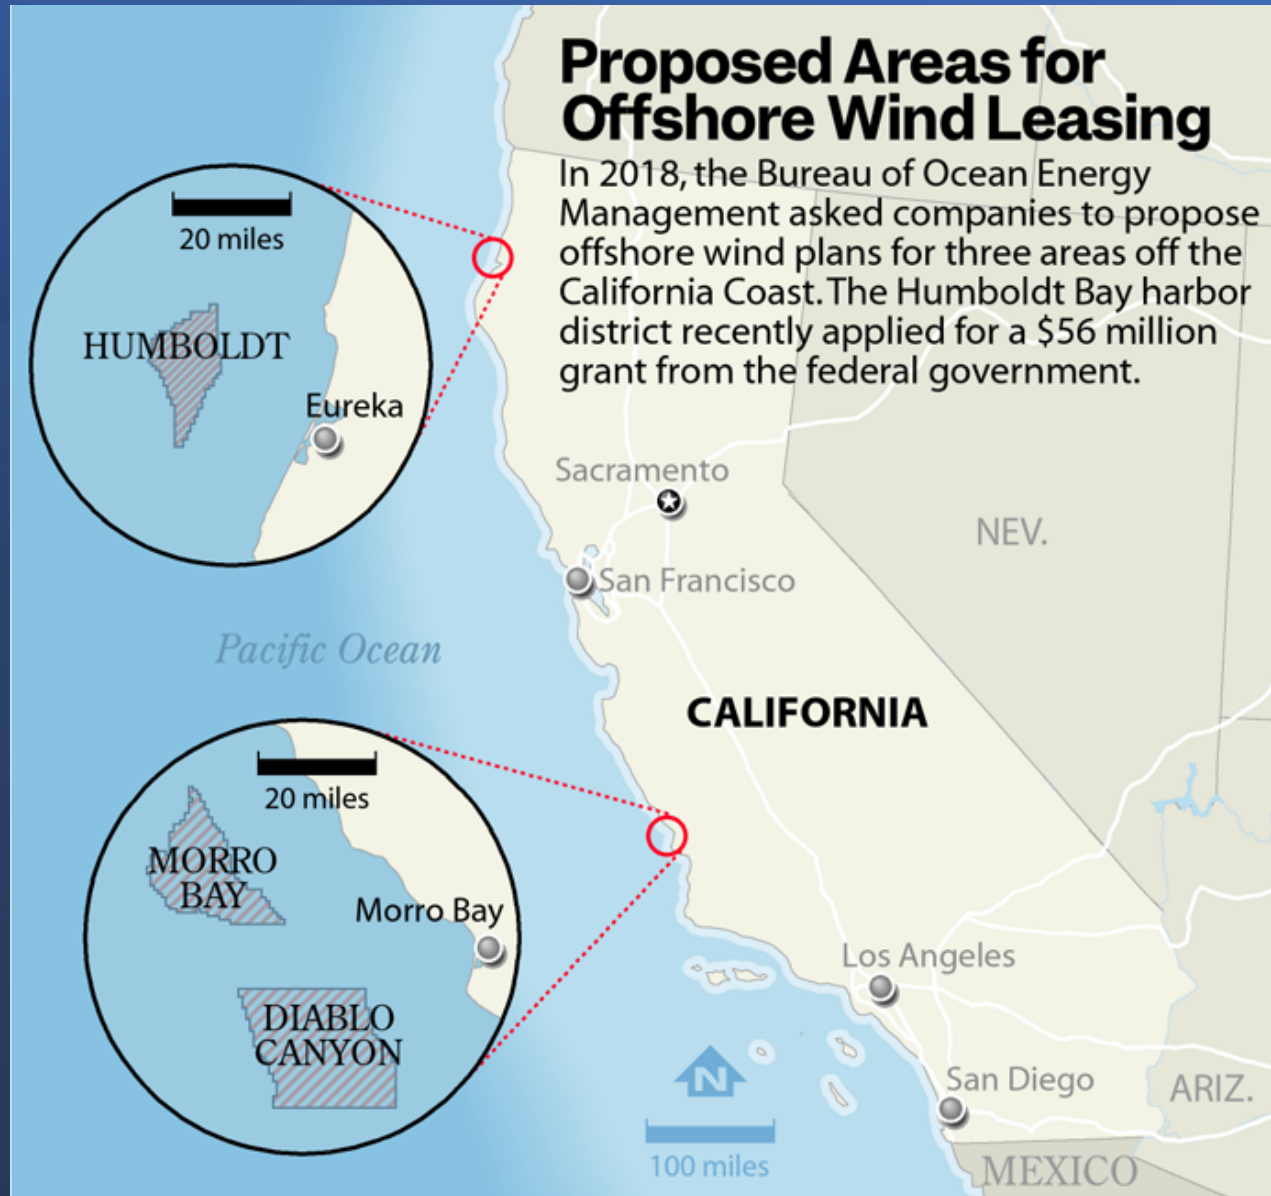 Proposed Areas for
Offshore Wind Leasing
In 2018, the Bureau of Ocean Energy
Management asked companies to propose
offshore wind plans for three areas off the
California Coast. The Humboldt Bay harbor
district recently applied for a $56 million
grant from the federal government.
20 miles
HUMBOLDT
Eureka
Sacramento
NEV.
San Francisco
Pacific Ocean
CALIFORNIA
20 miles
MORRO
BAY
Morro Bay
DIABLO
CANYON
Los Angeles
N
San Diego
ARIZ.
100 miles
MEXICO